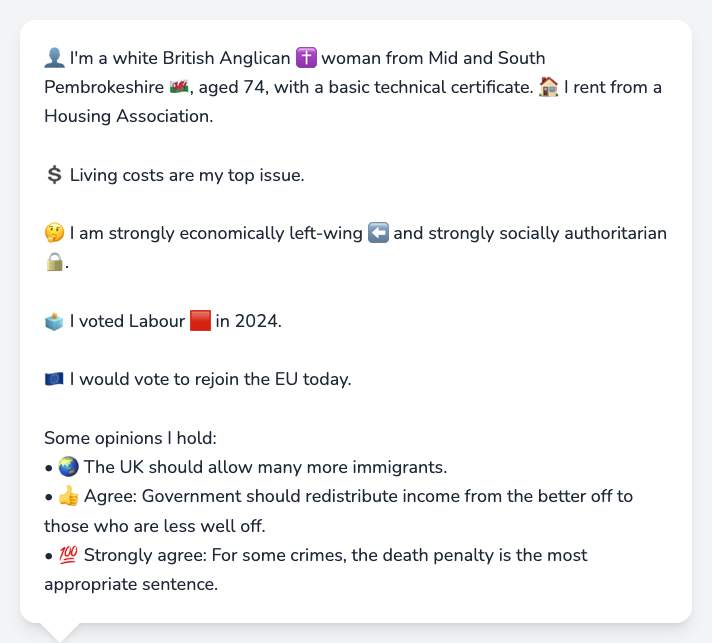 👤 I'm a white British Anglican ✝️ woman from Mid and South
Pembrokeshire 🏴󠁧󠁢󠁷󠁬󠁳󠁿, aged 74, with a basic technical certificate. 🏠 I rent from a
Housing Association.
💲 Living costs are my top issue.
🤔 I am strongly economically left-wing ⬅️ and strongly socially authoritarian
🔒.
🗳️ I voted Labour 🟥 in 2024.
🇪🇺 I would vote to rejoin the EU today.
Some opinions I hold:
• 🌏 The UK should allow many more immigrants.
• 👍 Agree: Government should redistribute income from the better off to
those who are less well off.
• 💯 Strongly agree: For some crimes, the death penalty is the most
appropriate sentence.